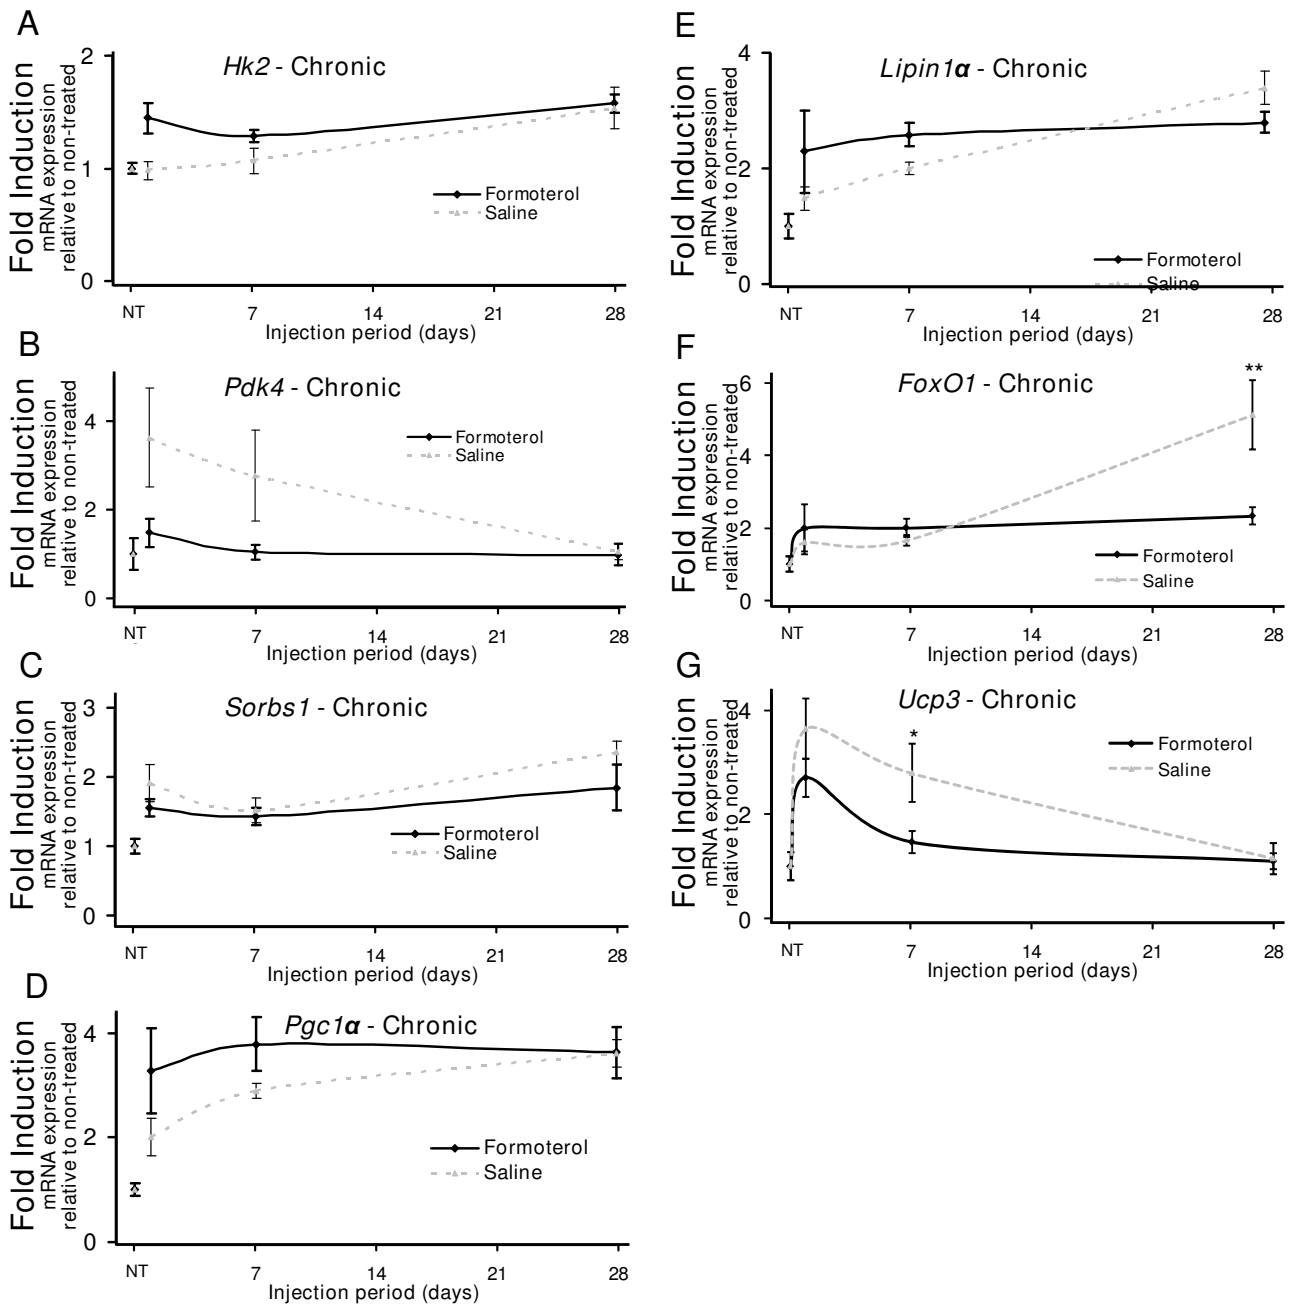 A
Hk2 - Chronic
Fold Induction
mRNA expression
relative to non-treated
2
1
0
Formoterol
Saline
NT 7 14 21 28
Injection period (days)
B
Pdk4 - Chronic
Fold Induction
mRNA expression
relative to non-treated
4
2
0
Formoterol
Saline
NT 7 14 21 28
Injection period (days)
C
Sorbs1 - Chronic
Fold Induction
mRNA expression
relative to non-treated
3
2
1
0
Formoterol
Saline
NT 7 14 21 28
Injection period (days)
D
Pgc1α - Chronic
Fold Induction
mRNA expression
relative to non-treated
4
2
0
Formoterol
Saline
NT 7 14 21 28
Injection period (days)
E
Lipin1α - Chronic
Fold Induction
mRNA expression
relative to non-treated
4
2
0
Formoterol
Saline
NT 7 14 21 28
Injection period (days)
F
FoxO1 - Chronic
**
Fold Induction
mRNA expression
relative to non-treated
6
4
2
0
Formoterol
Saline
NT 7 14 21 28
Injection period (days)
G
Ucp3 - Chronic
*
Fold Induction
mRNA expression
relative to non-treated
4
2
0
Formoterol
Saline
NT 7 14 21 28
Injection period (days)